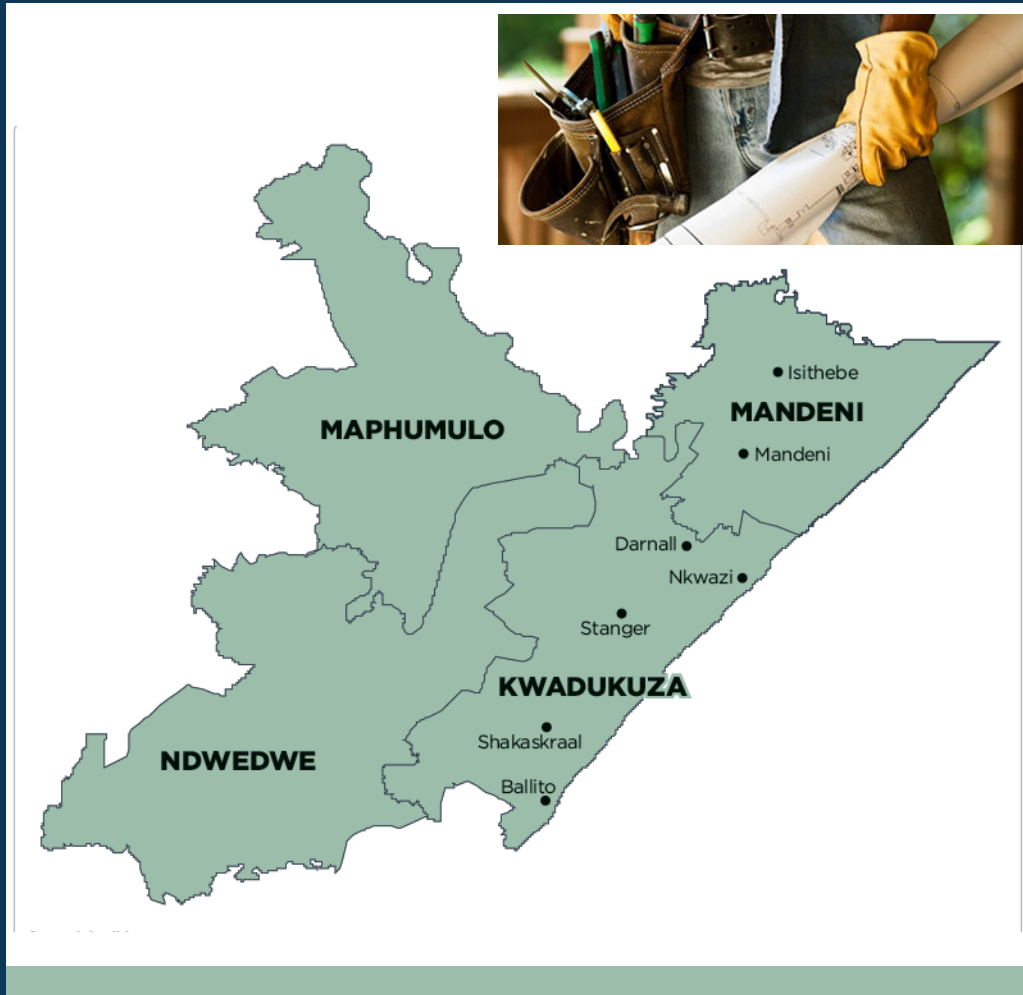 Isithebe
MANDENI
MAPHUMULO
Mandeni
Darnall
Nkwazi
Stanger
KWADUKUZA
Shakaskraal
NDWEDWE
Ballito